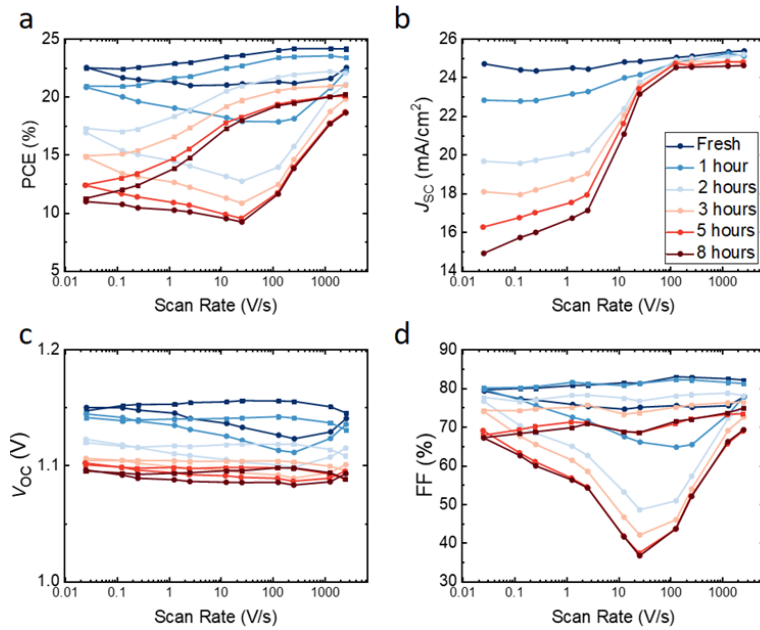 a
25
20
15
10
5
PCE (%)
0.01 0.1 1 10 100 1000
Scan Rate (V/s)
b
26
24
22
20
18
16
14
JSC (mA/cm²)
Fresh
1 hour
2 hours
3 hours
5 hours
8 hours
0.01 0.1 1 10 100 1000
Scan Rate (V/s)
c
1.2
1.1
1.0
VOC (V)
0.01 0.1 1 10 100 1000
Scan Rate (V/s)
d
90
80
70
60
50
40
30
FF (%)
0.01 0.1 1 10 100 1000
Scan Rate (V/s)